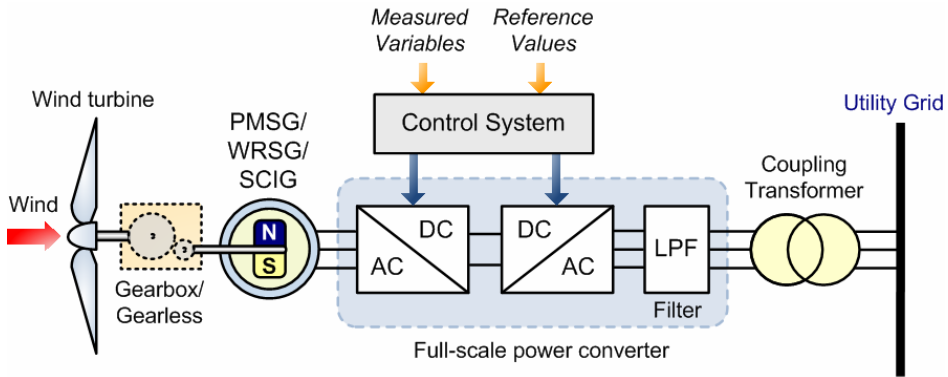 Measured
Variables
Reference
Values
Wind turbine
PMSG/
WRSG/
SCIG
Control System
Utility Grid
Coupling
Transformer
Wind
N
S
DC
AC
DC
AC
LPF
Gearbox/
Gearless
Filter
Full-scale power converter